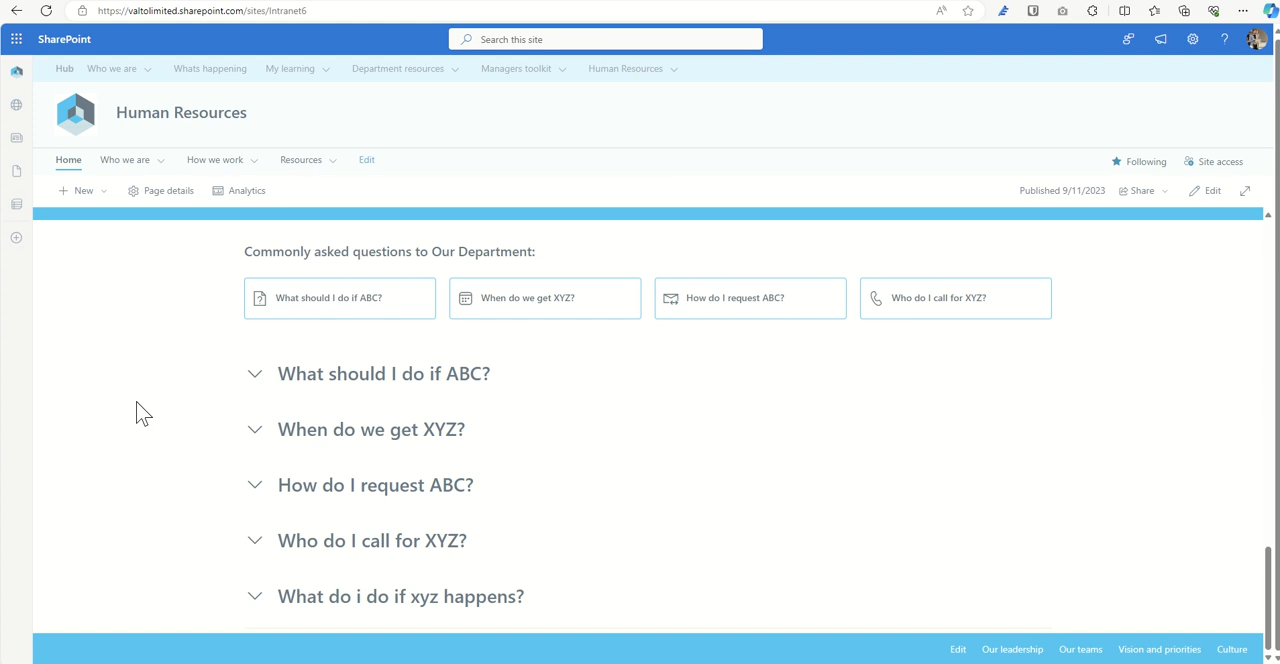 https://valtolimited.sharepoint.com/sites/Intranet6
SharePoint
Search this site
Hub Who we are Whats happening My learning Department resources Managers toolkit Human Resources
Human Resources
Home Who we are How we work Resources Edit
Following Site access
New Page details Analytics
Published 9/11/2023 Share Edit
Commonly asked questions to Our Department:
What should I do if ABC? When do we get XYZ? How do I request ABC? Who do I call for XYZ?
What should I do if ABC?
When do we get XYZ?
How do I request ABC?
Who do I call for XYZ?
What do i do if xyz happens?
Edit Our leadership Our teams Vision and priorities Culture